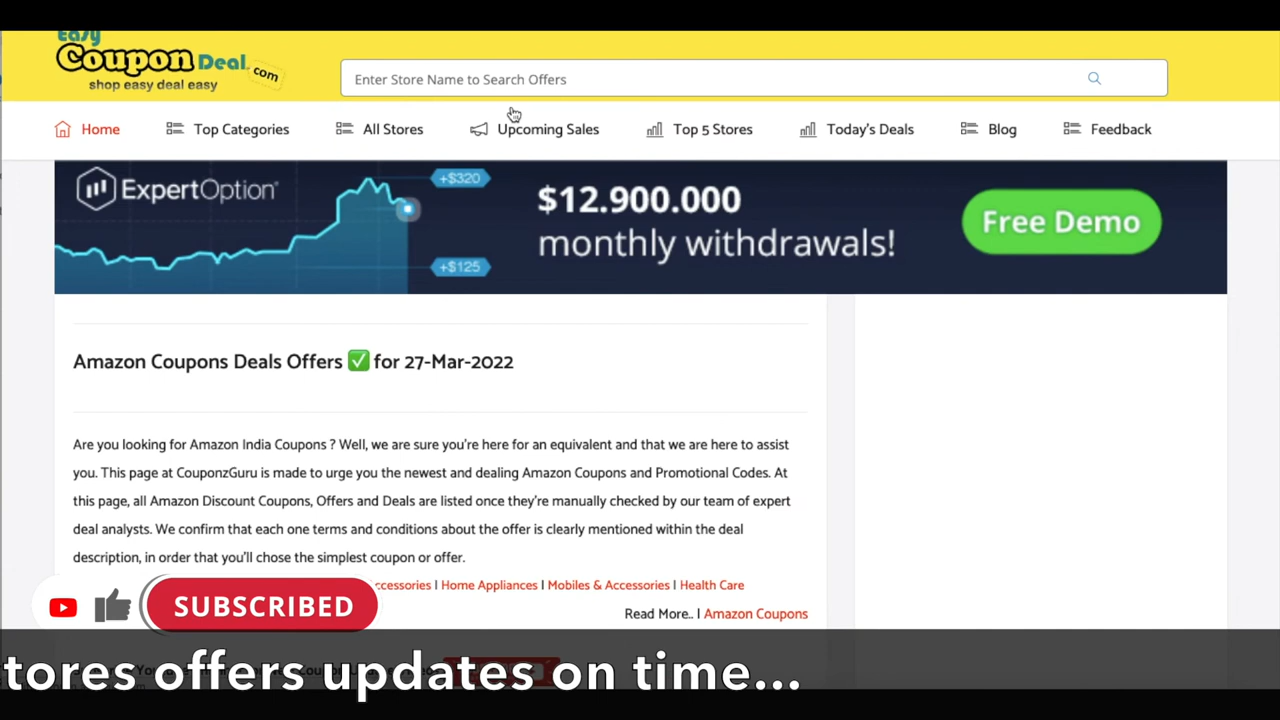 Easy
Coupon Deal.com
shop easy deal easy
Enter Store Name to Search Offers
Home
Top Categories
All Stores
Upcoming Sales
Top 5 Stores
Today's Deals
Blog
Feedback
ExpertOption
+$320
+$125
$12.900.000
monthly withdrawals!
Free Demo
Amazon Coupons Deals Offers ✅ for 27-Mar-2022
Are you looking for Amazon India Coupons ? Well, we are sure you're here for an equivalent and that we are here to assist
you. This page at CouponzGuru is made to urge you the newest and dealing Amazon Coupons and Promotional Codes. At
this page, all Amazon Discount Coupons, Offers and Deals are listed once they're manually checked by our team of expert
deal analysts. We confirm that each one terms and conditions about the offer is clearly mentioned within the deal
description, in order that you'll chose the simplest coupon or offer.
ccessories | Home Appliances | Mobiles & Accessories | Health Care
Read More.. | Amazon Coupons
SUBSCRIBED
tores offers updates on time...